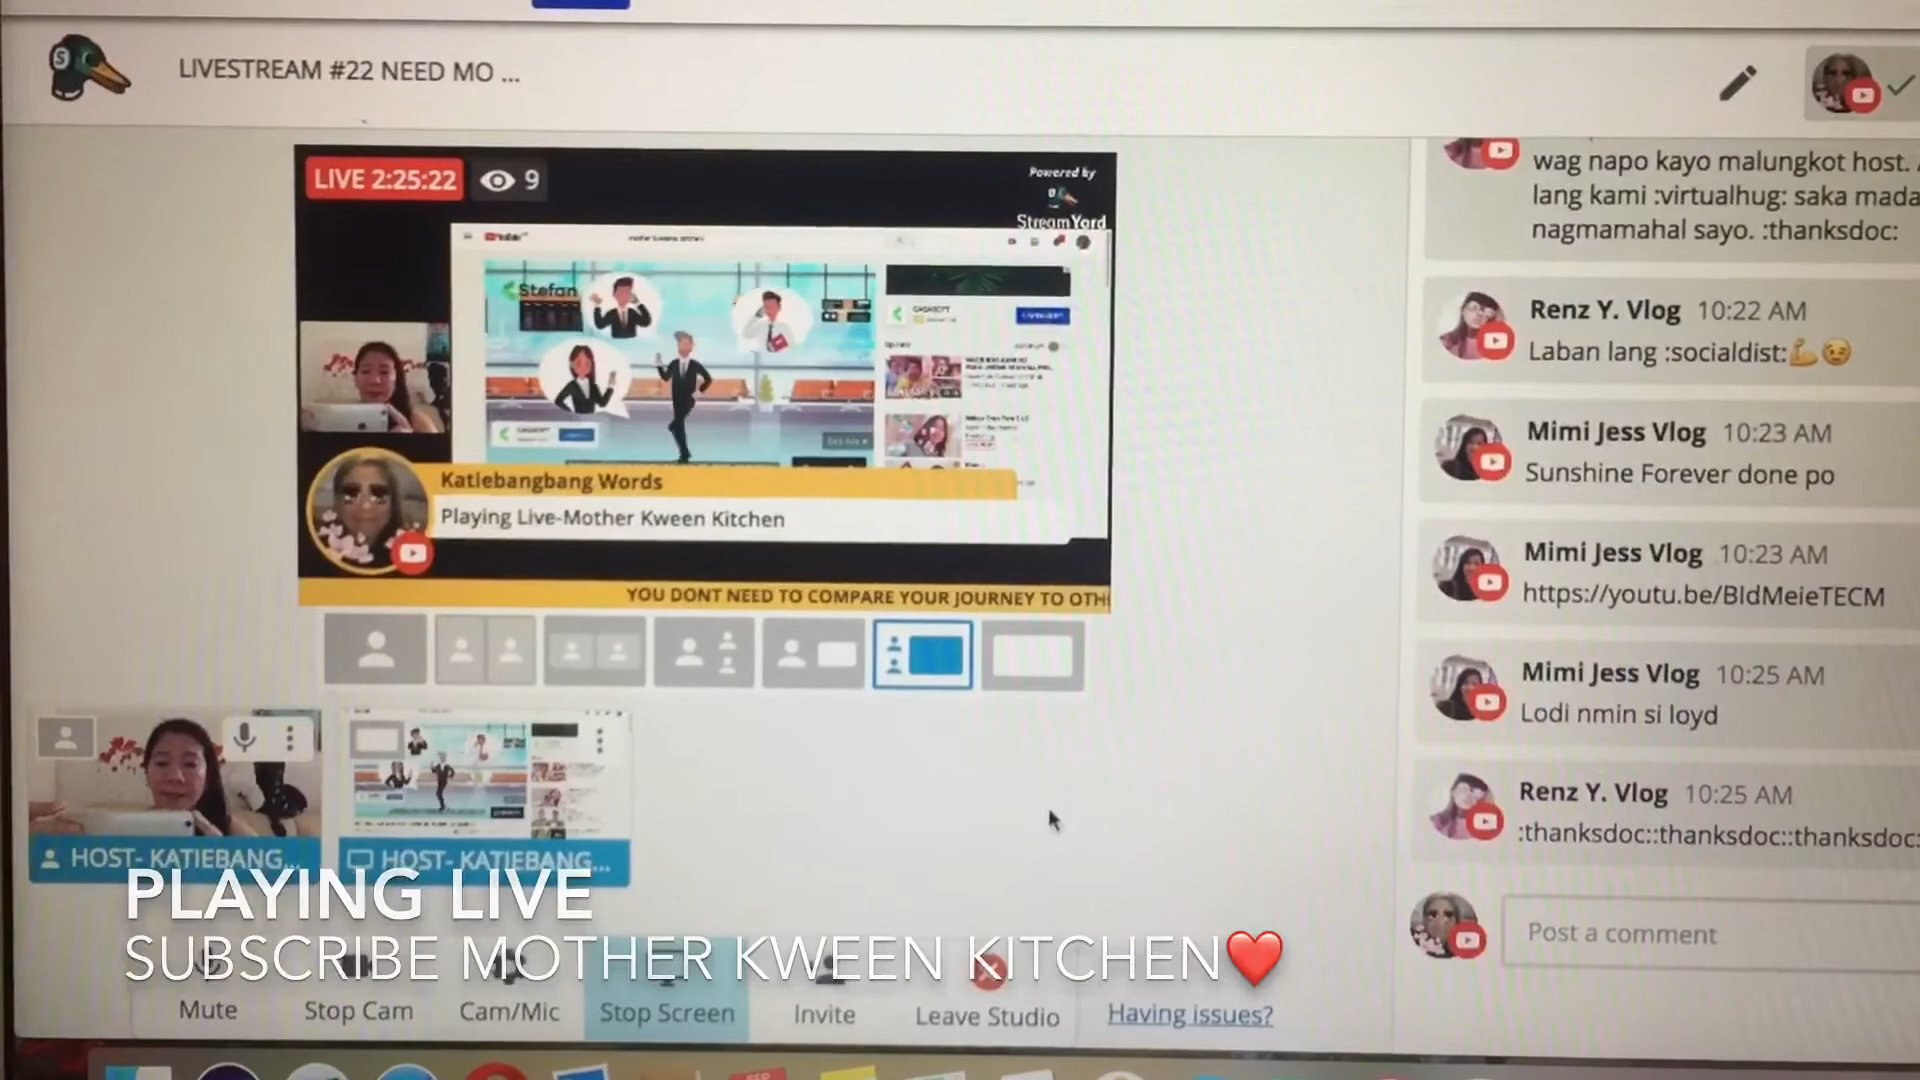 LIVESTREAM #22 NEED MO ...
LIVE 2:25:22
9
Powered by
StreamYard
Stefan
Katiebangbang Words
Playing Live-Mother Kween Kitchen
YOU DONT NEED TO COMPARE YOUR JOURNEY TO OTH
HOST- KATIEBANG...
HOST- KATIEBANG...
wag napo kayo malungkot host.
lang kami :virtualhug: saka mada
nagmamahal sayo. :thanksdoc:
Renz Y. Vlog 10:22 AM
Laban lang :socialdist:💪😉
Mimi Jess Vlog 10:23 AM
Sunshine Forever done po
Mimi Jess Vlog 10:23 AM
https://youtu.be/BIdMeieTECM
Mimi Jess Vlog 10:25 AM
Lodi nmin si loyd
Renz Y. Vlog 10:25 AM
:thanksdoc::thanksdoc::thanksdoc:
Post a comment
PLAYING LIVE
SUBSCRIBE MOTHER KWEEN KITCHEN❤️
Mute
Stop Cam
Cam/Mic
Stop Screen
Invite
Leave Studio
Having issues?